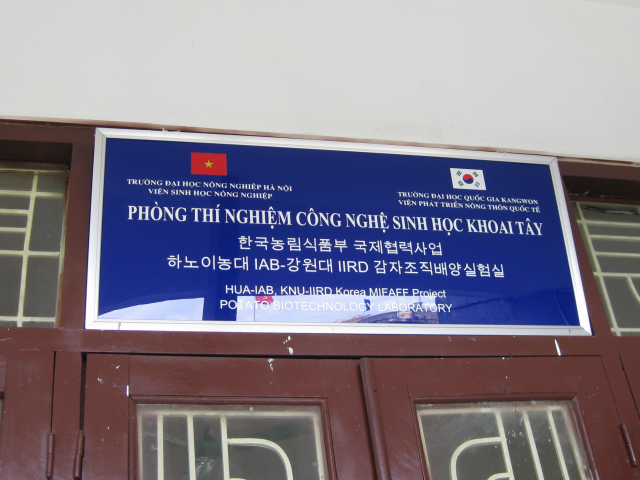 TRƯỜNG ĐẠI HỌC NÔNG NGHIỆP HÀ NỘI
VIỆN SINH HỌC NÔNG NGHIỆP
TRƯỜNG ĐẠI HỌC QUỐC GIA KANGWON
VIỆN PHÁT TRIỂN NÔNG THÔN QUỐC TẾ
PHÒNG THÍ NGHIỆM CÔNG NGHỆ SINH HỌC KHOAI TÂY
한국농림식품부 국제협력사업
하노이농대 IAB-강원대 IIRD 감자조직배양실험실
HUA-IAB, KNU-IIRD Korea MIFAFF Project
POTATO BIOTECHNOLOGY LABORATORY